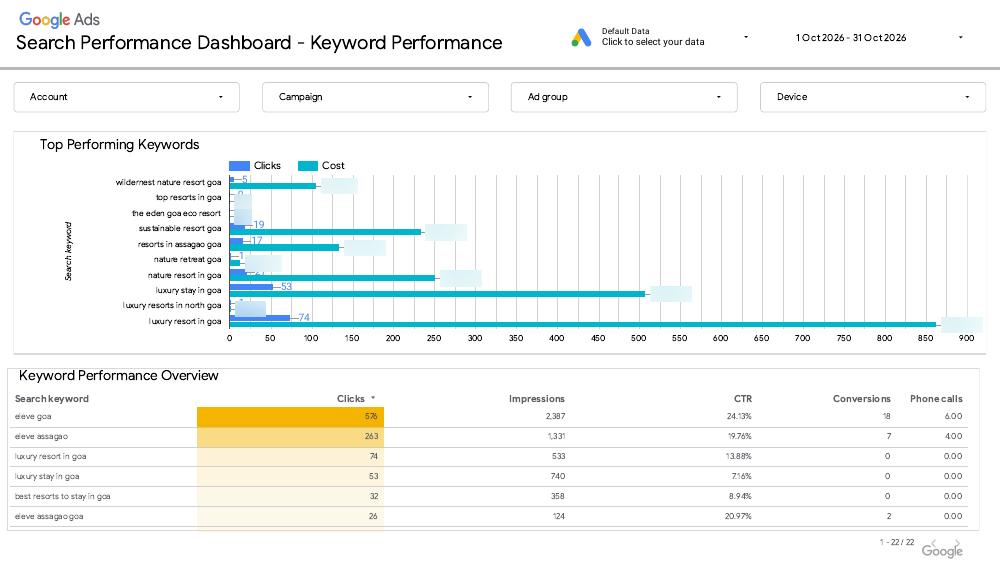 Google Ads
Search Performance Dashboard - Keyword Performance
Default Data
Click to select your data
1 Oct 2026 - 31 Oct 2026
Account
Campaign
Ad group
Device
Top Performing Keywords
Clicks Cost
Search keyword
wildernest nature resort goa 5
top resorts in goa
the eden goa eco resort
sustainable resort goa 19
resorts in assagao goa 17
nature retreat goa 1
nature resort in goa
luxury stay in goa 53
luxury resorts in north goa
luxury resort in goa 74
0 50 100 150 200 250 300 350 400 450 500 550 600 650 700 750 800 850 900
Keyword Performance Overview
Search keyword Clicks Impressions CTR Conversions Phone calls
eleve goa 576 2,387 24.13% 18 6.00
eleve assagao 263 1,331 19.76% 7 4.00
luxury resort in goa 74 533 13.88% 0 0.00
luxury stay in goa 53 740 7.16% 0 0.00
best resorts to stay in goa 32 358 8.94% 0 0.00
eleve assagao goa 26 124 20.97% 2 0.00
1 - 22 / 22
Google